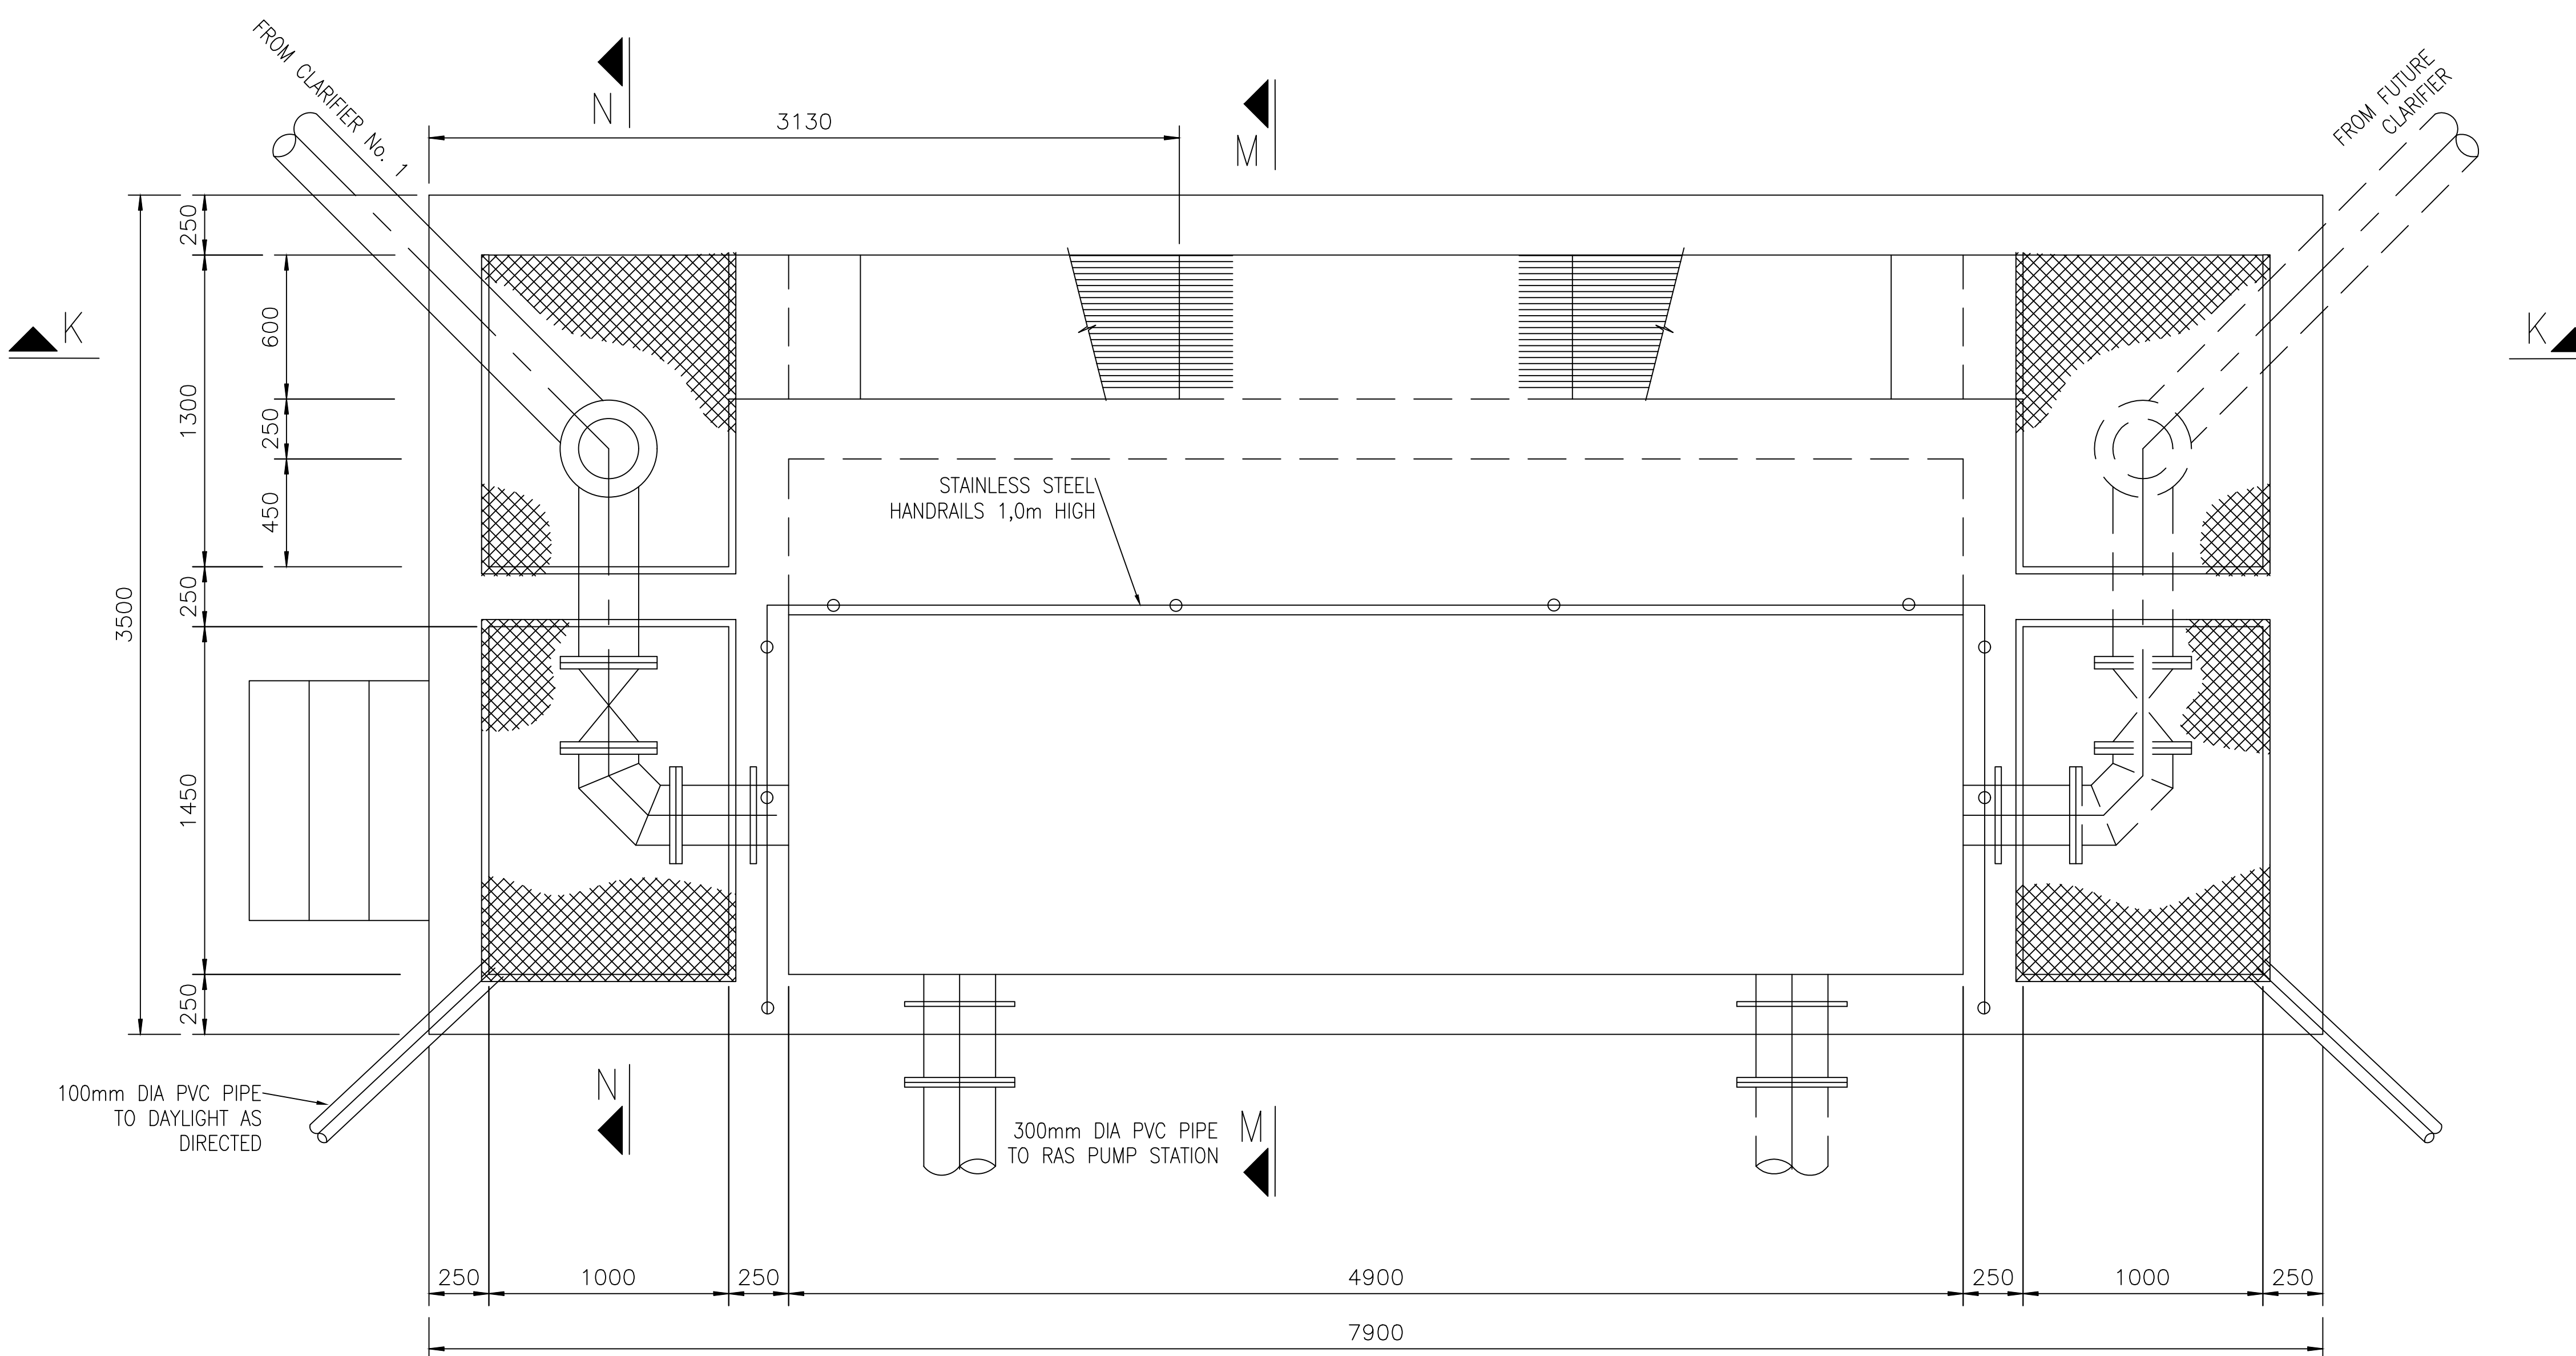 FROM CLARIFIER No. 1
FROM FUTURE
CLARIFIER
N
M
3130
K
K
250
600
1300
250
450
250
3500
1450
250
STAINLESS STEEL
HANDRAILS 1,0m HIGH
100mm DIA PVC PIPE
TO DAYLIGHT AS
DIRECTED
N
300mm DIA PVC PIPE
TO RAS PUMP STATION
M
250
1000
250
4900
250
1000
250
7900